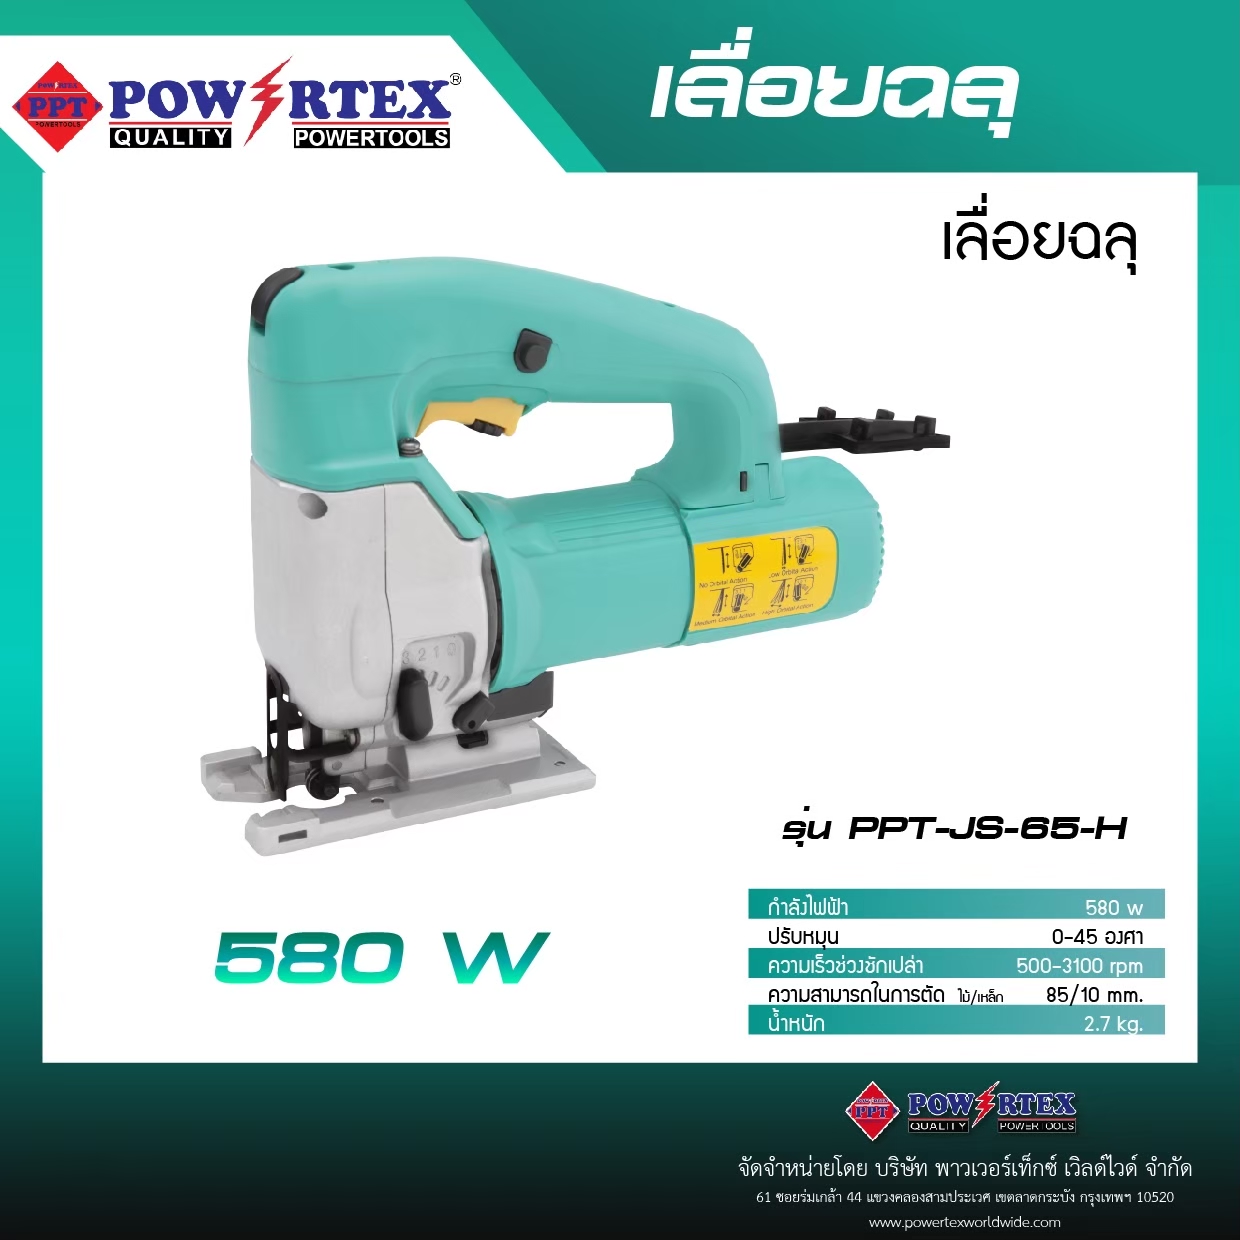 POWERTEX®
PPT
QUALITY POWERTOOLS
เลื่อยฉลุ
เลื่อยฉลุ
No Orbital Action
Low Orbital Action
Medium Orbital Action
High Orbital Action
3 2 1 0
รุ่น PPT-JS-65-H
580 W
กำลังไฟฟ้า 580 w
ปรับหมุน 0-45 องศา
ความเร็วช่วงชักเปล่า 500-3100 rpm
ความสามารถในการตัด ไม้/เหล็ก 85/10 mm.
น้ำหนัก 2.7 kg.
PPT POWERTEX
QUALITY POWERTOOLS
จัดจำหน่ายโดย บริษัท พาวเวอร์เท็กซ์ เวิลด์ไวด์ จำกัด
61 ซอยร่มเกล้า 44 แขวงคลองสามประเวศ เขตลาดกระบัง กรุงเทพฯ 10520
www.powertexworldwide.com